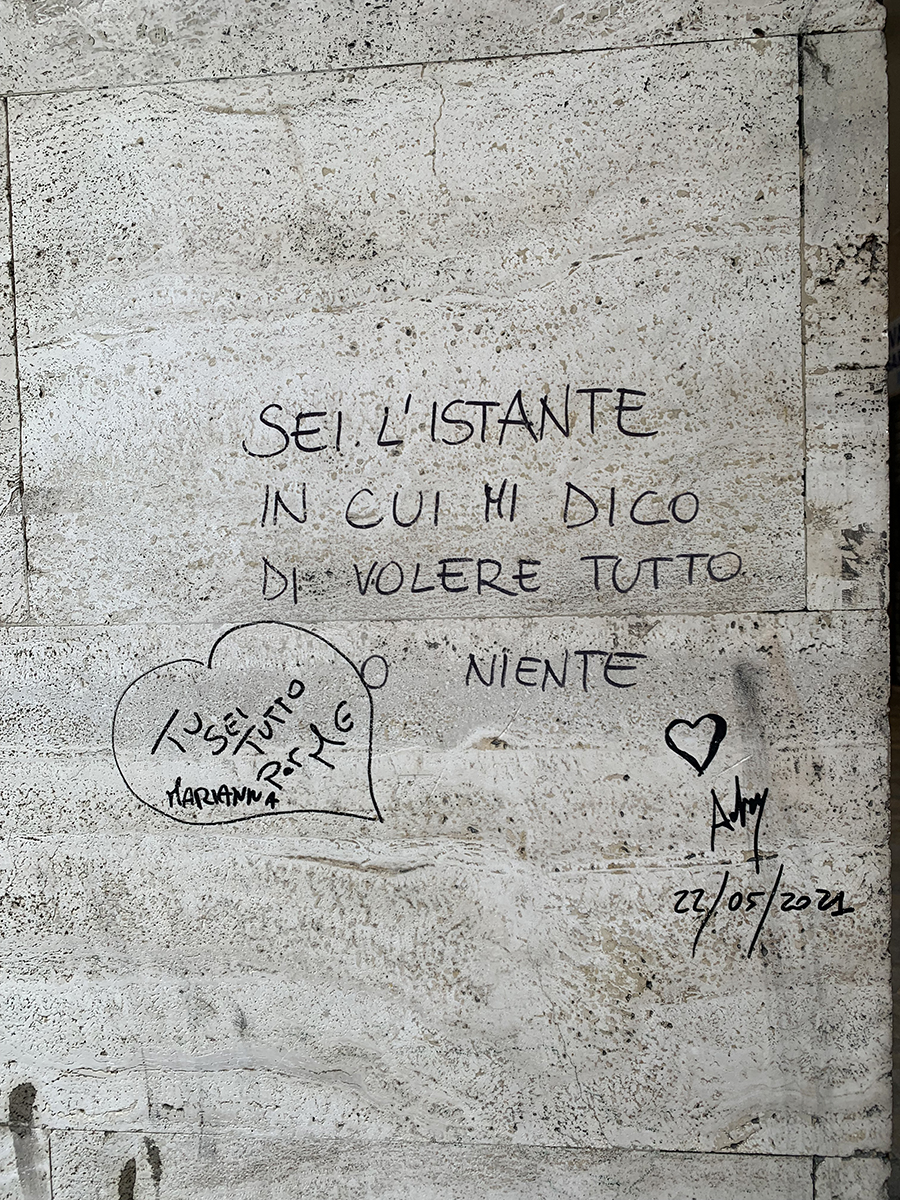 SEI L'ISTANTE
IN CUI MI DICO
DI VOLERE TUTTO
O NIENTE
TU SEI
TUTTO
PER ME
MARIANNA
22/05/2021